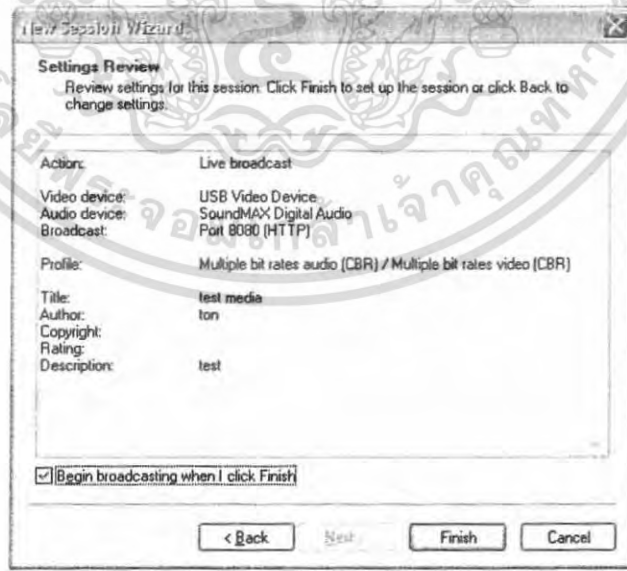 New Session Wizard
Settings Review
Review settings for this session. Click Finish to set up the session or click Back to
change settings.
Action: Live broadcast
Video device: USB Video Device
Audio device: SoundMAX Digital Audio
Broadcast: Port 8080 (HTTP)
Profile: Multiple bit rates audio (CBR) / Multiple bit rates video (CBR)
Title: test media
Author: ton
Copyright:
Rating:
Description: test
Begin broadcasting when I click Finish
< Back Next Finish Cancel